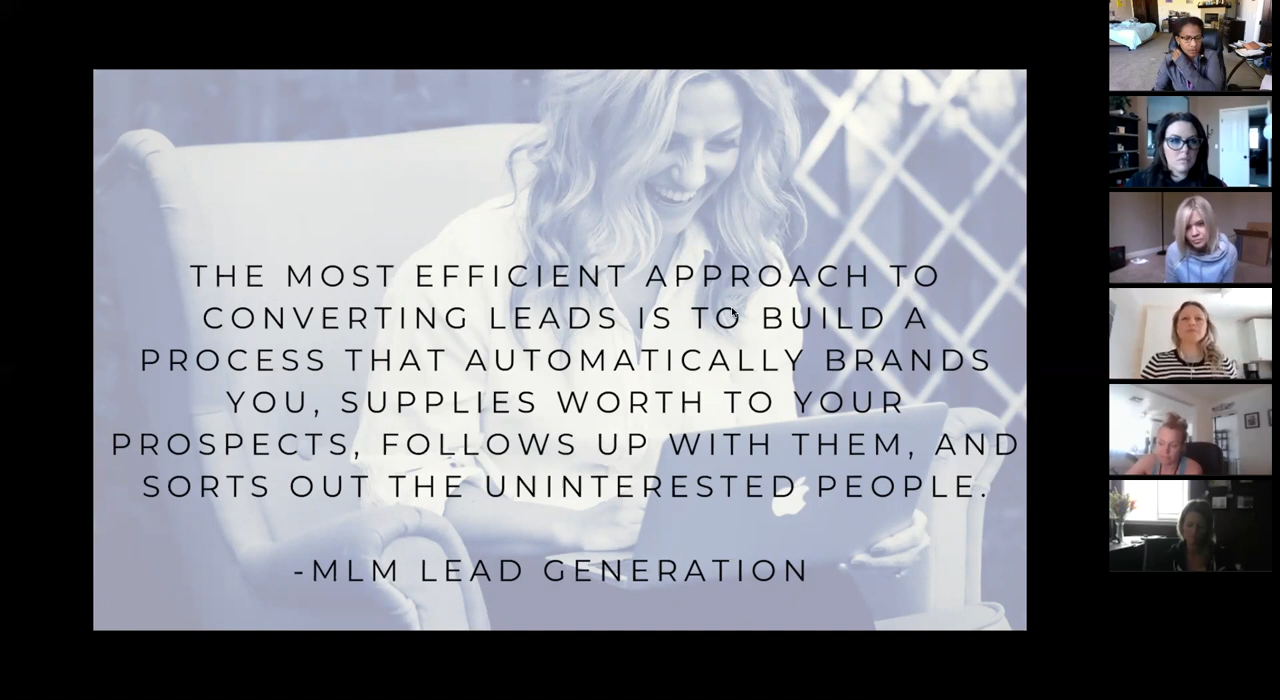 THE MOST EFFICIENT APPROACH TO
CONVERTING LEADS IS TO BUILD A
PROCESS THAT AUTOMATICALLY BRANDS
YOU, SUPPLIES WORTH TO YOUR
PROSPECTS, FOLLOWS UP WITH THEM, AND
SORTS OUT THE UNINTERESTED PEOPLE.
-MLM LEAD GENERATION